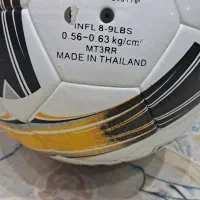 INFL 8-9LBS
0.56~0.63 kg/cm²
MT3RR
MADE IN THAILAND